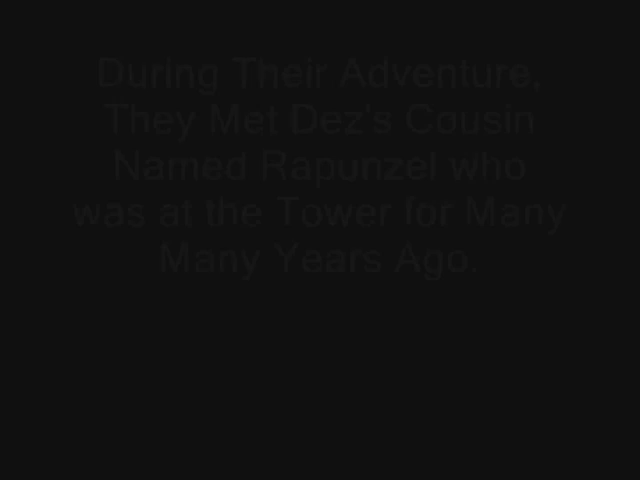 During Their Adventure,
They Met Dez's Cousin
Named Rapunzel who
was at the Tower for Many
Many Years Ago.